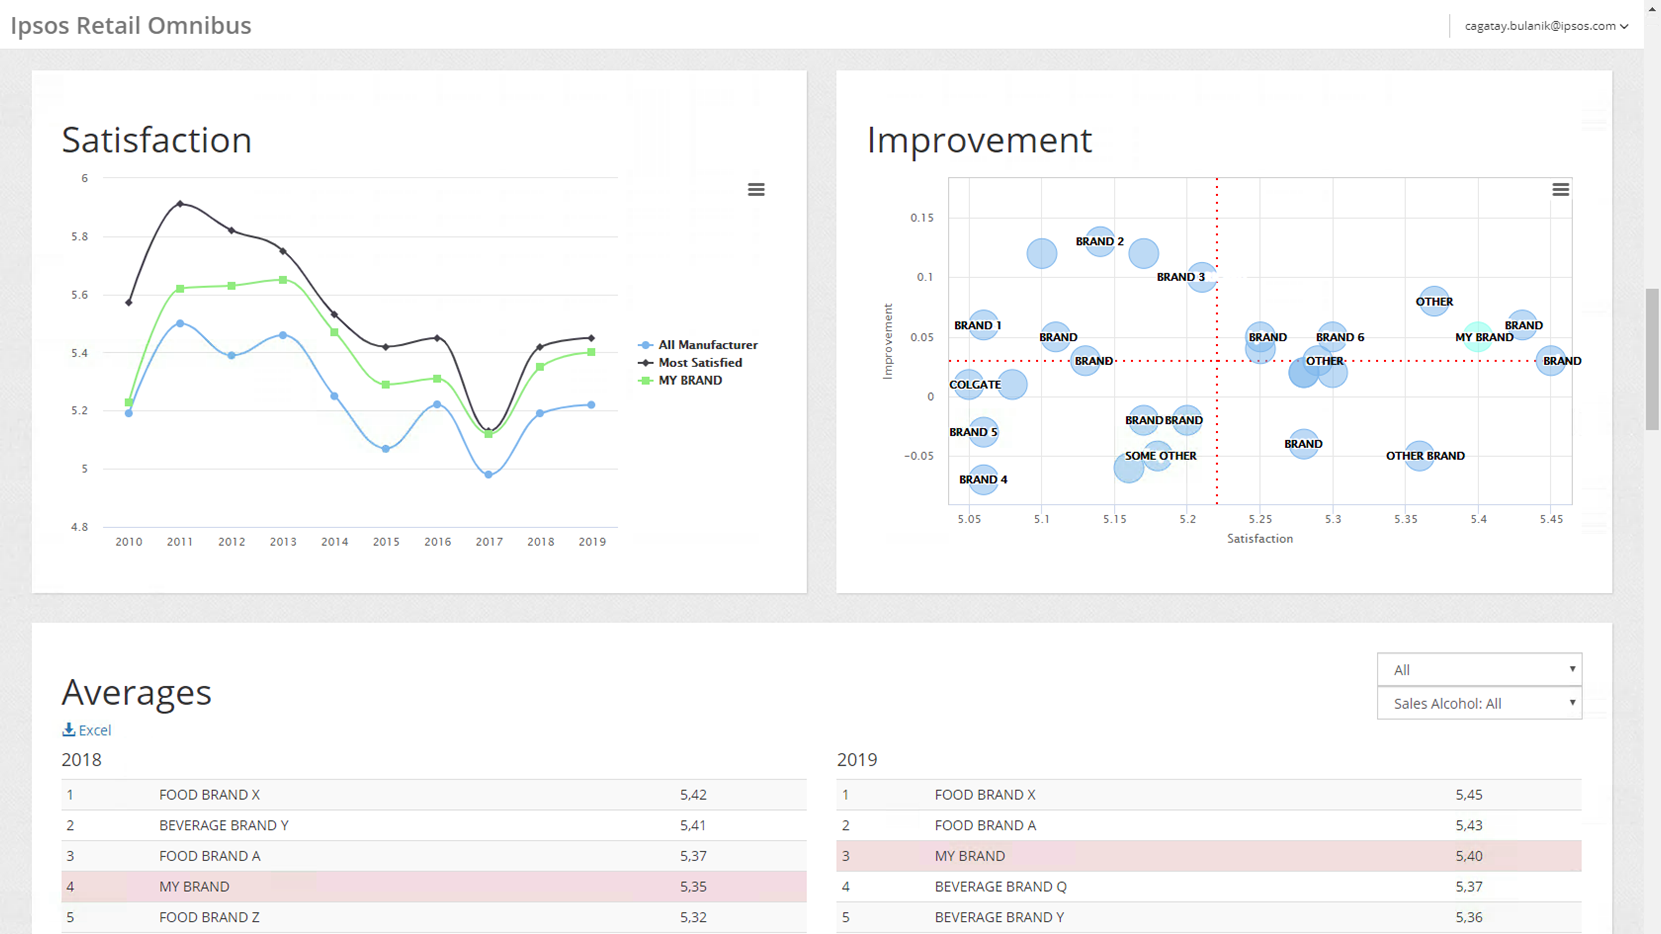 Ipsos Retail Omnibus
cagatay.bulanik@ipsos.com
Satisfaction
6
5.8
5.6
5.4
5.2
5
4.8
2010 2011 2012 2013 2014 2015 2016 2017 2018 2019
All Manufacturer
Most Satisfied
MY BRAND
Improvement
Improvement
0.15
0.1
0.05
0
-0.05
BRAND 2
BRAND 3
OTHER
BRAND 1
BRAND
BRAND
BRAND
BRAND 6
MY BRAND
BRAND
OTHER
BRAND
COLGATE
BRAND 5
BRAND
BRAND
SOME OTHER
BRAND
OTHER BRAND
BRAND 4
5.05 5.1 5.15 5.2 5.25 5.3 5.35 5.4 5.45
Satisfaction
Averages
Excel
All
Sales Alcohol: All
2018
1 FOOD BRAND X 5,42
2 BEVERAGE BRAND Y 5,41
3 FOOD BRAND A 5,37
4 MY BRAND 5,35
5 FOOD BRAND Z 5,32
2019
1 FOOD BRAND X 5,45
2 FOOD BRAND A 5,43
3 MY BRAND 5,40
4 BEVERAGE BRAND Q 5,37
5 BEVERAGE BRAND Y 5,36